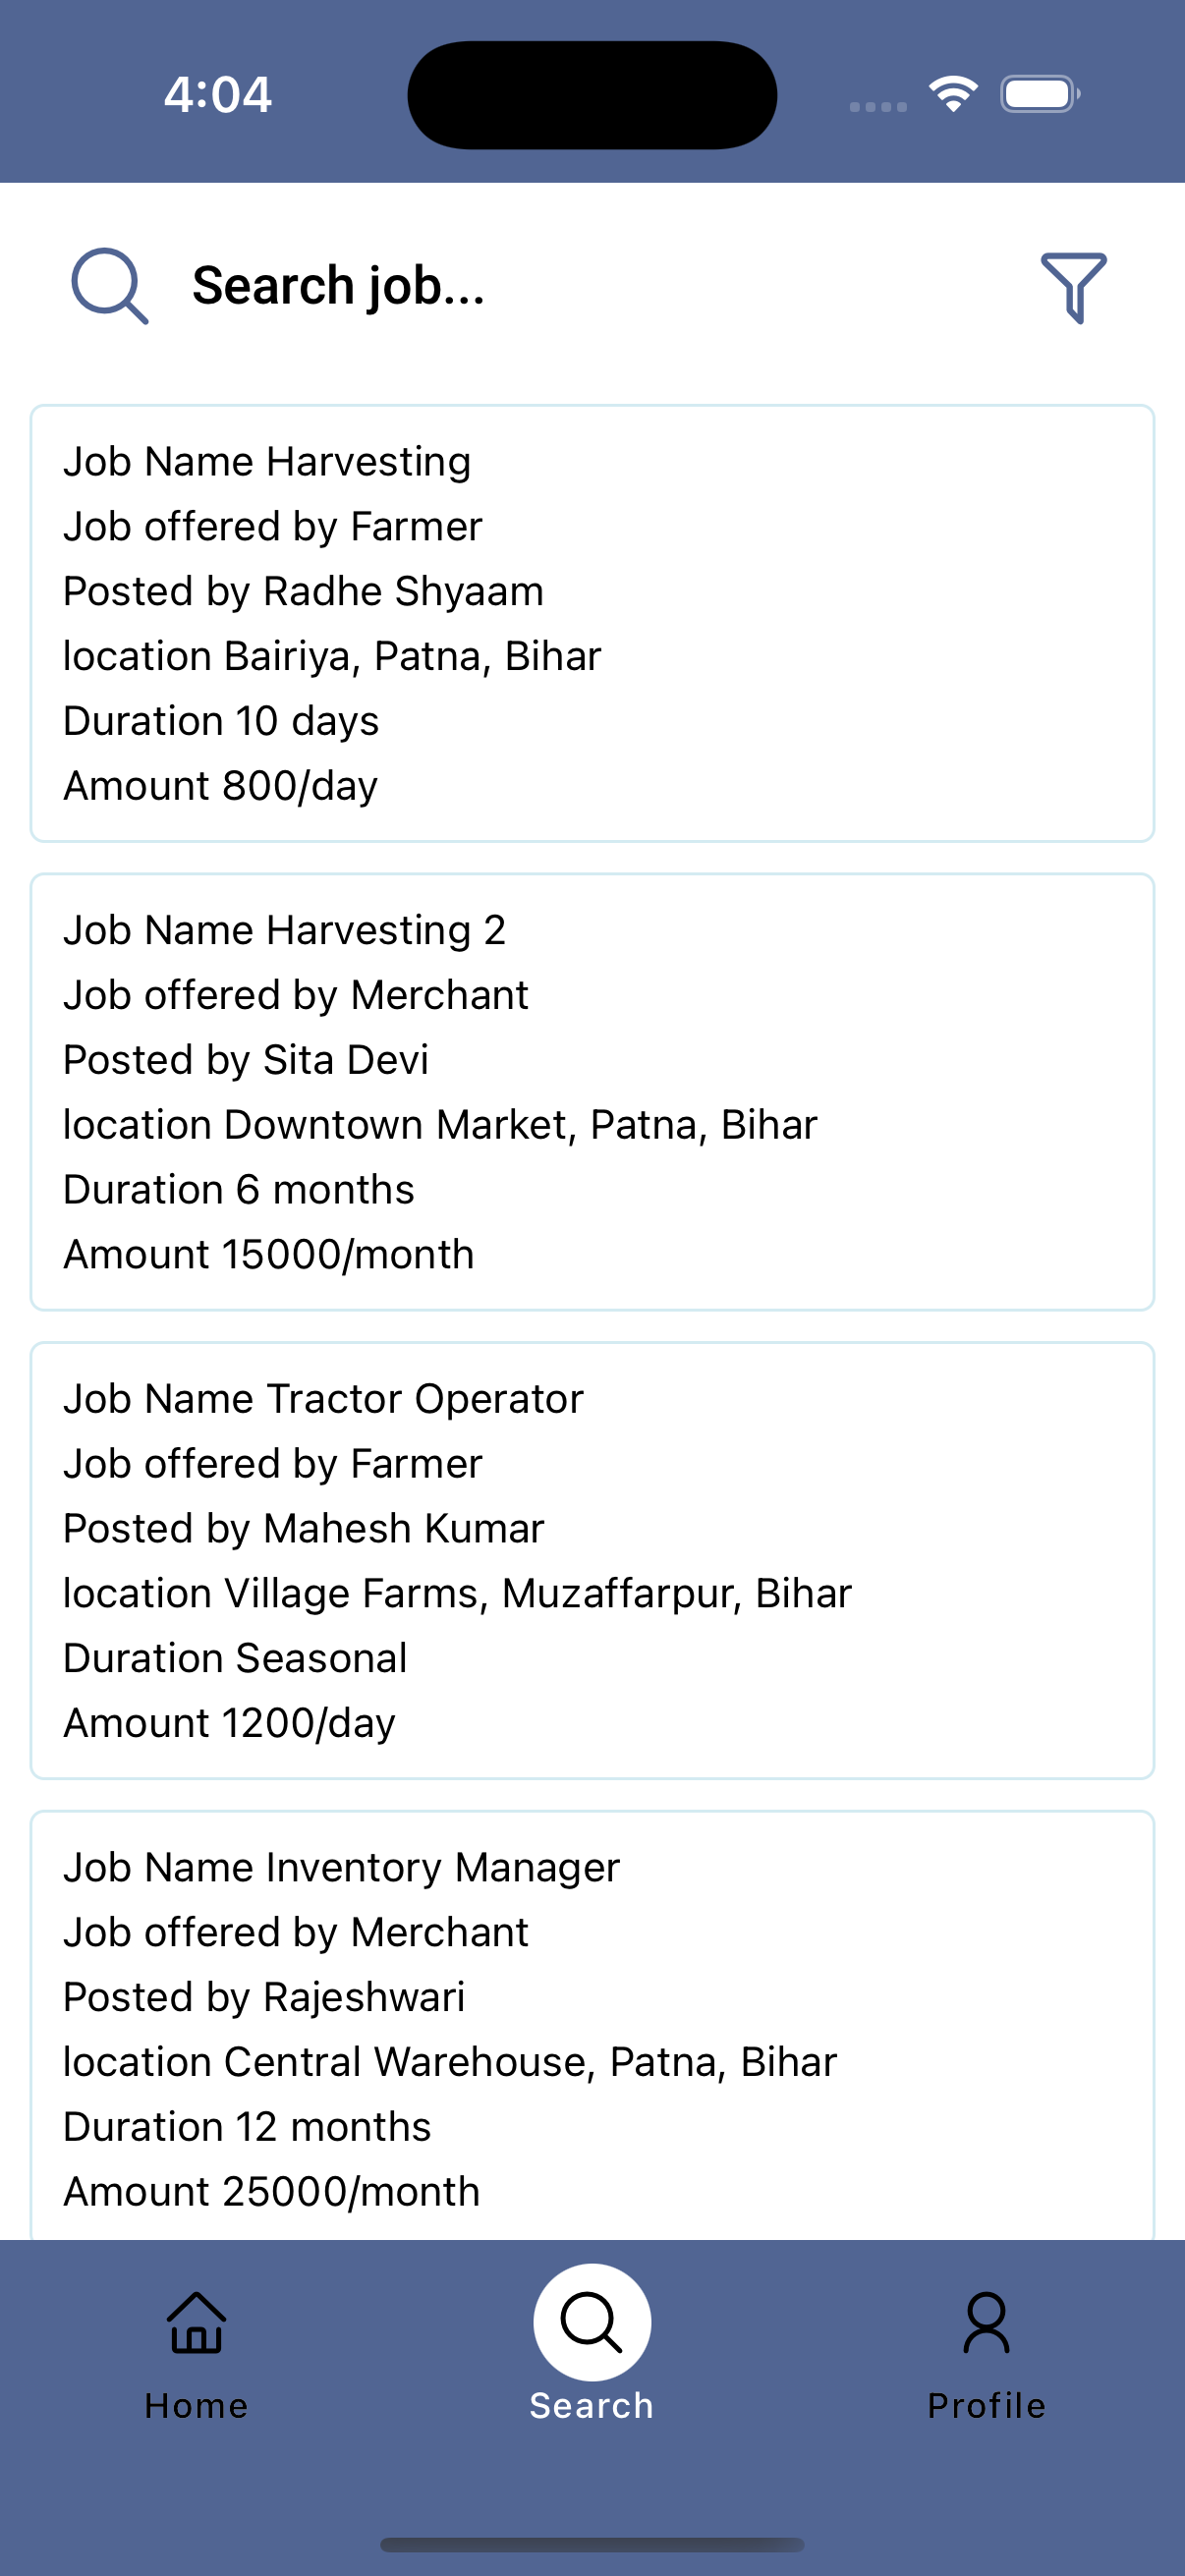 4:04
Search job...
Job Name Harvesting
Job offered by Farmer
Posted by Radhe Shyaam
location Bairiya, Patna, Bihar
Duration 10 days
Amount 800/day
Job Name Harvesting 2
Job offered by Merchant
Posted by Sita Devi
location Downtown Market, Patna, Bihar
Duration 6 months
Amount 15000/month
Job Name Tractor Operator
Job offered by Farmer
Posted by Mahesh Kumar
location Village Farms, Muzaffarpur, Bihar
Duration Seasonal
Amount 1200/day
Job Name Inventory Manager
Job offered by Merchant
Posted by Rajeshwari
location Central Warehouse, Patna, Bihar
Duration 12 months
Amount 25000/month
Home
Search
Profile